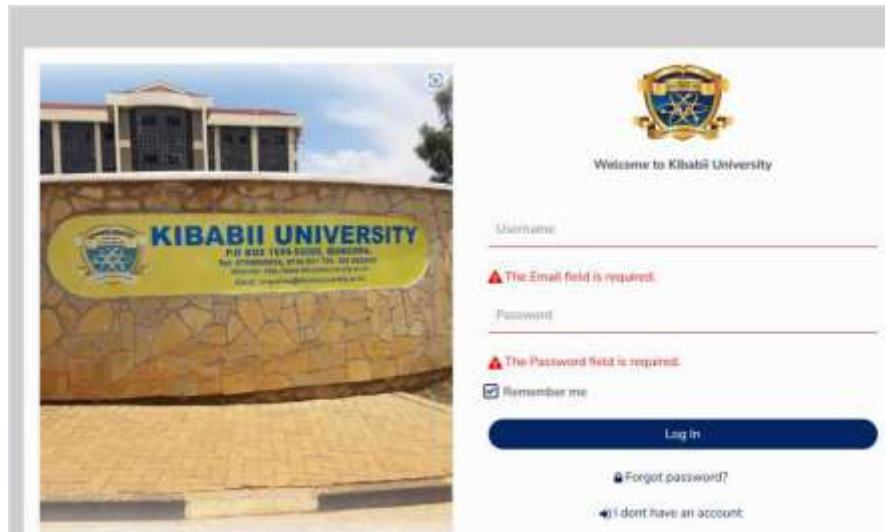 KIBABII UNIVERSITY
Welcome to Kibabii University
Username
The Email field is required.
Password
The Password field is required.
Remember me
Log In
Forgot password?
I dont have an account